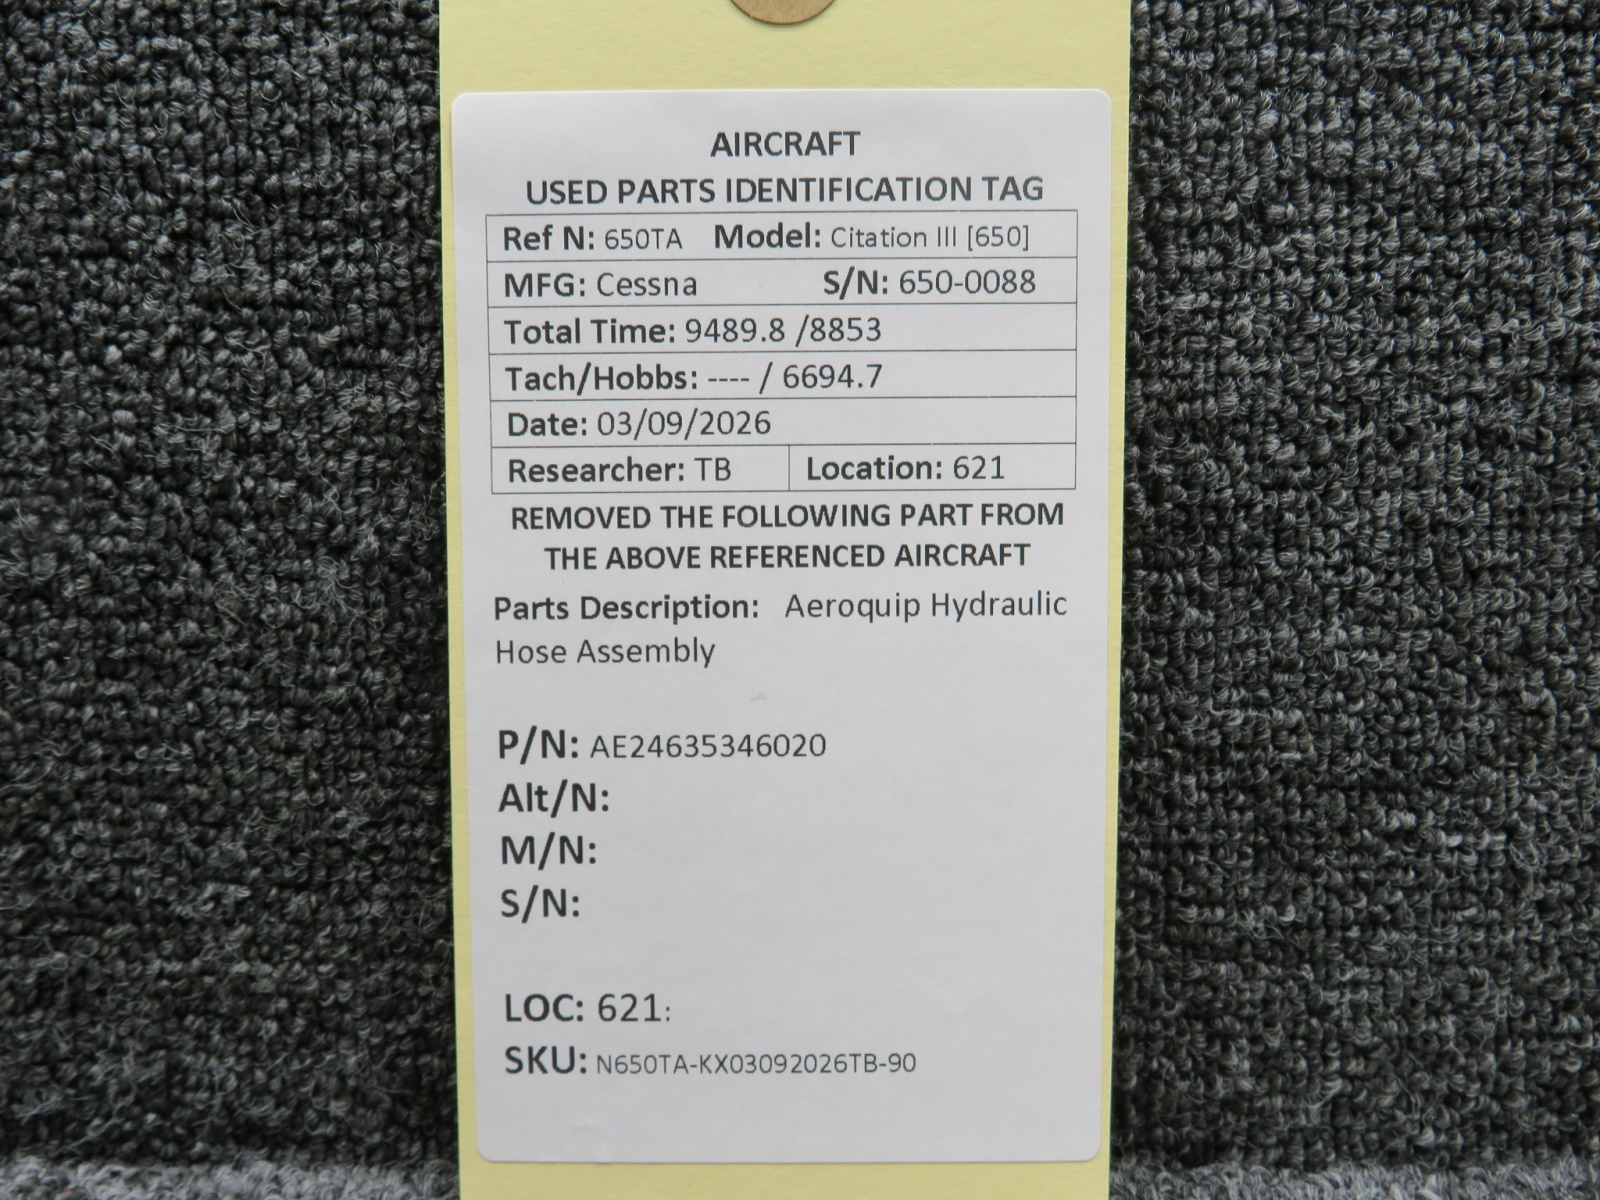 AIRCRAFT
USED PARTS IDENTIFICATION TAG
Ref N: 650TA Model: Citation III [650]
MFG: Cessna S/N: 650-0088
Total Time: 9489.8 /8853
Tach/Hobbs: ---- / 6694.7
Date: 03/09/2026
Researcher: TB Location: 621
REMOVED THE FOLLOWING PART FROM
THE ABOVE REFERENCED AIRCRAFT
Parts Description: Aeroquip Hydraulic
Hose Assembly
P/N: AE24635346020
Alt/N:
M/N:
S/N:
LOC: 621:
SKU: N650TA-KX03092026TB-90